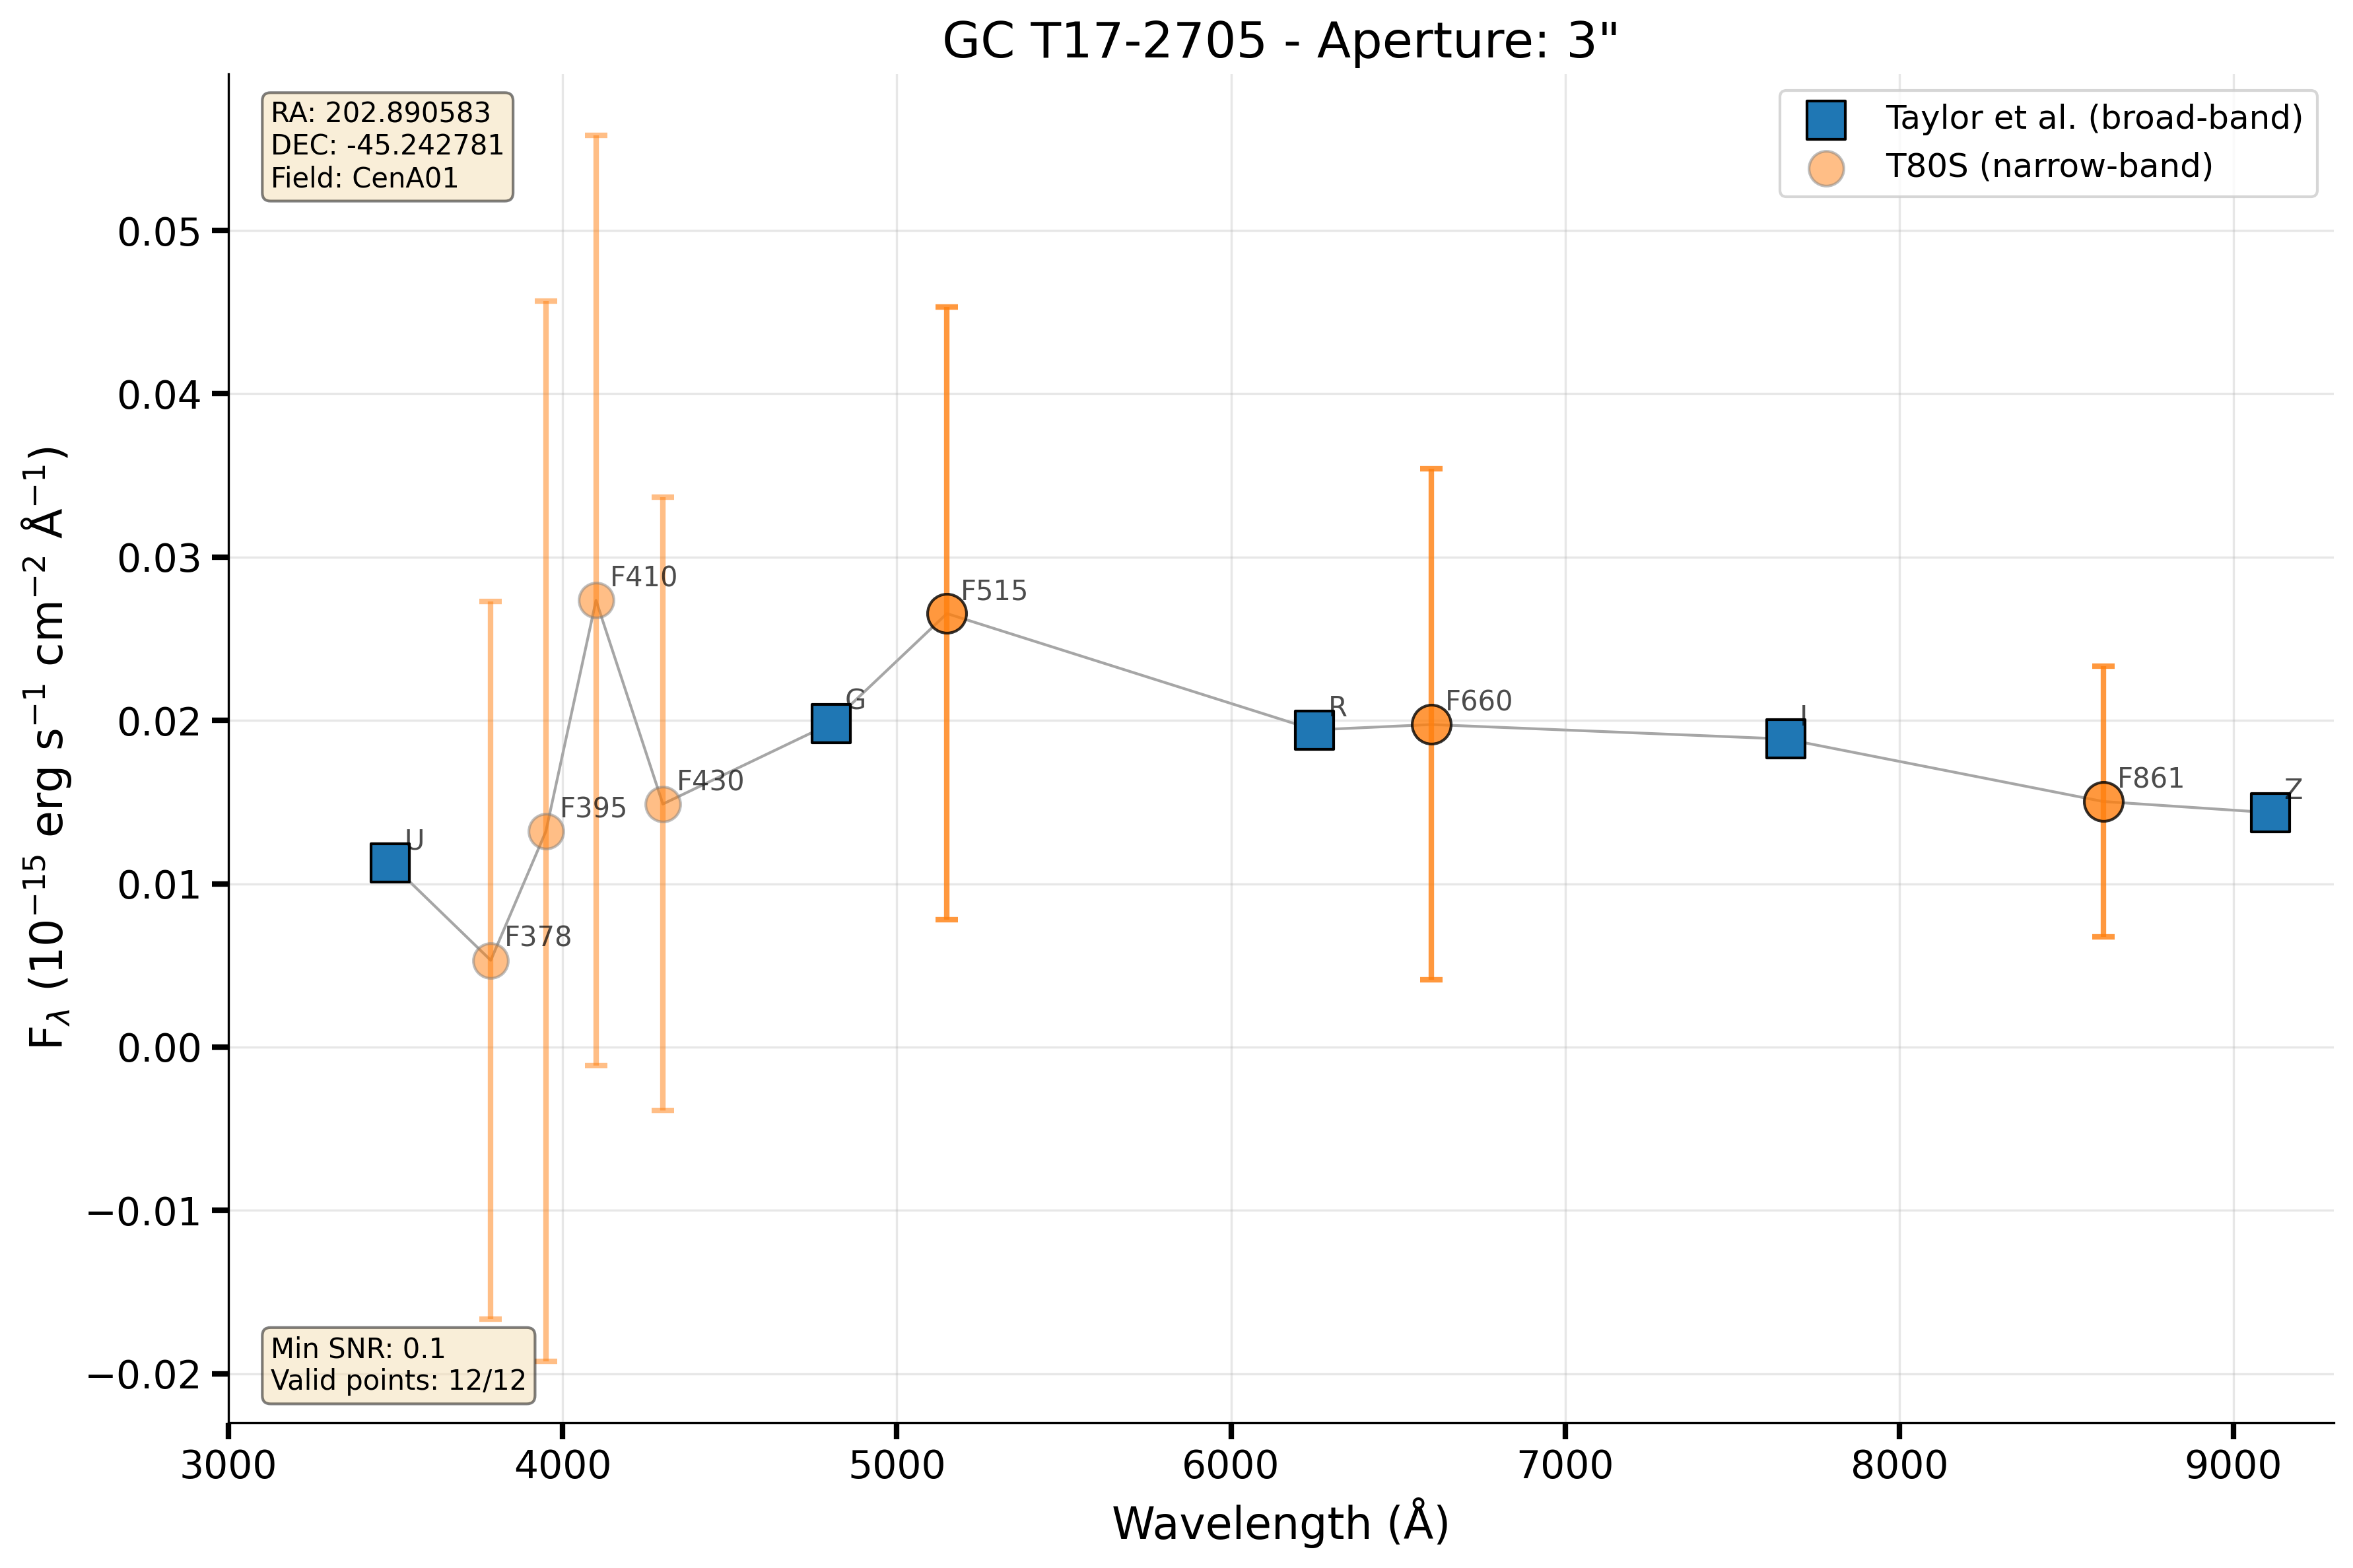 GC T17-2705 - Aperture: 3"
RA: 202.890583
DEC: -45.242781
Field: CenA01
Taylor et al. (broad-band)
T80S (narrow-band)
F_λ (10^−15 erg s^−1 cm^−2 Å^−1)
0.05
0.04
0.03
0.02
0.01
0.00
−0.01
−0.02
U
F378
F395
F410
F430
G
F515
R
F660
I
F861
Z
Min SNR: 0.1
Valid points: 12/12
3000 4000 5000 6000 7000 8000 9000
Wavelength (Å)